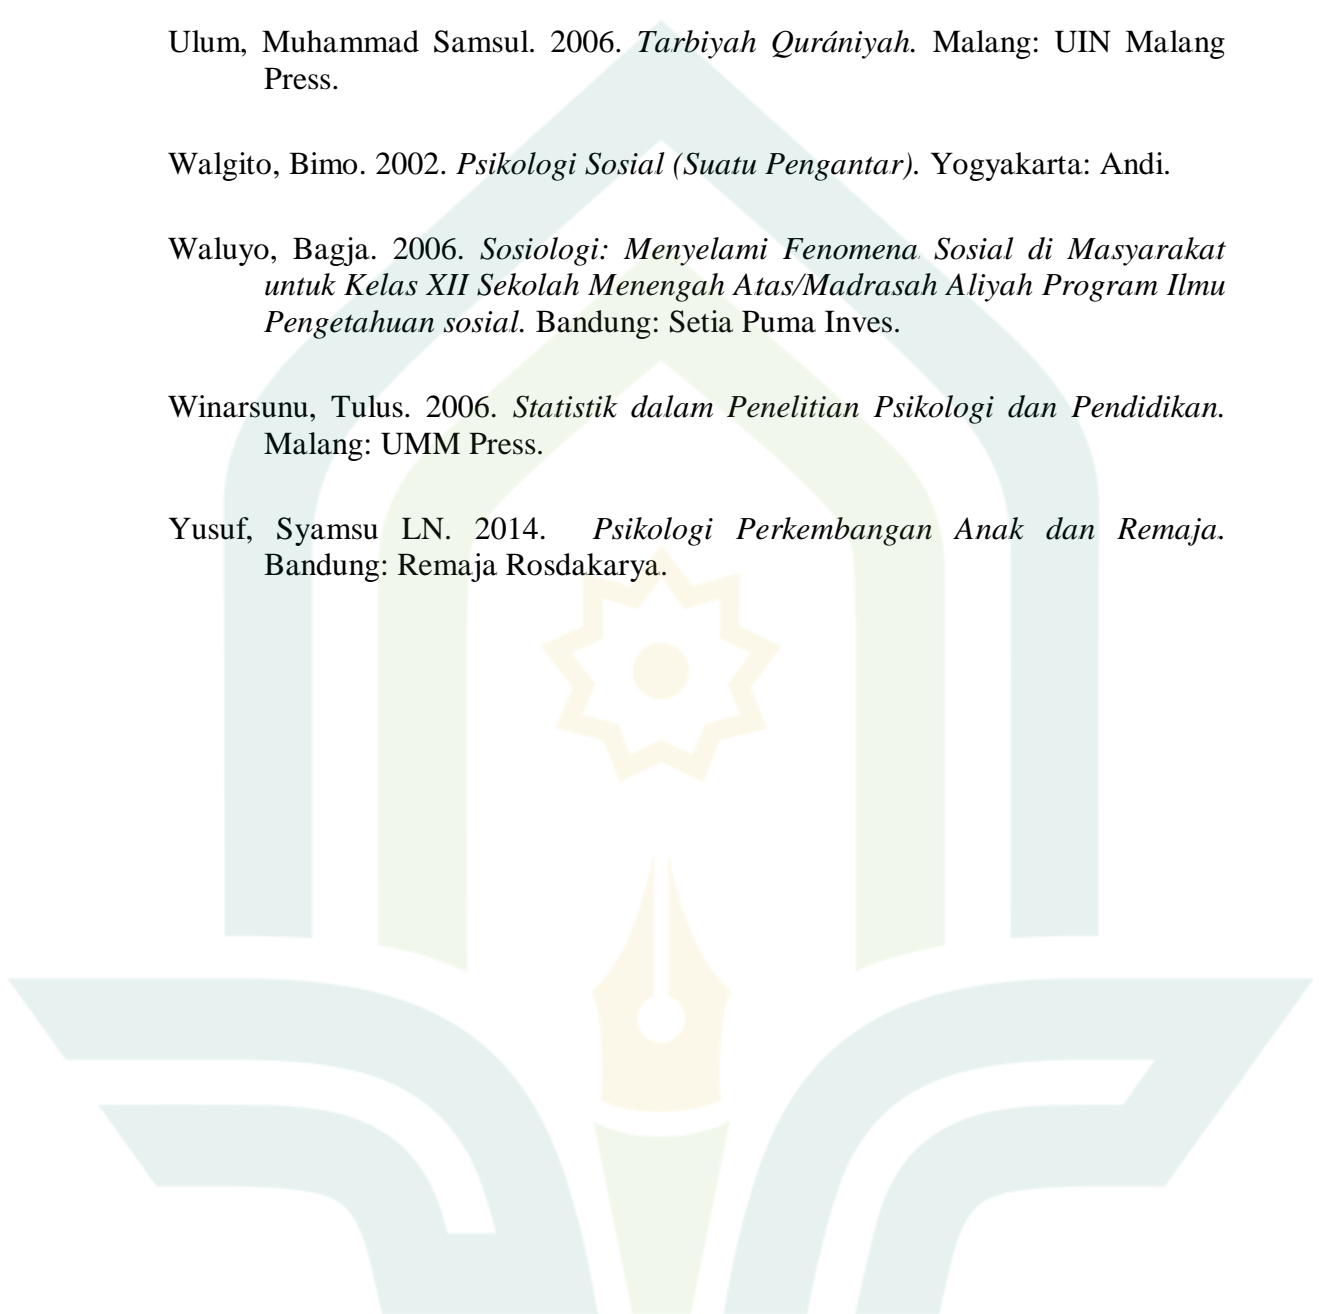 Ulum, Muhammad Samsul. 2006. Tarbiyah Qurániyah. Malang: UIN Malang
Press.
Walgito, Bimo. 2002. Psikologi Sosial (Suatu Pengantar). Yogyakarta: Andi.
Waluyo, Bagja. 2006. Sosiologi: Menyelami Fenomena Sosial di Masyarakat
untuk Kelas XII Sekolah Menengah Atas/Madrasah Aliyah Program Ilmu
Pengetahuan sosial. Bandung: Setia Puma Inves.
Winarsunu, Tulus. 2006. Statistik dalam Penelitian Psikologi dan Pendidikan.
Malang: UMM Press.
Yusuf, Syamsu LN. 2014. Psikologi Perkembangan Anak dan Remaja.
Bandung: Remaja Rosdakarya.